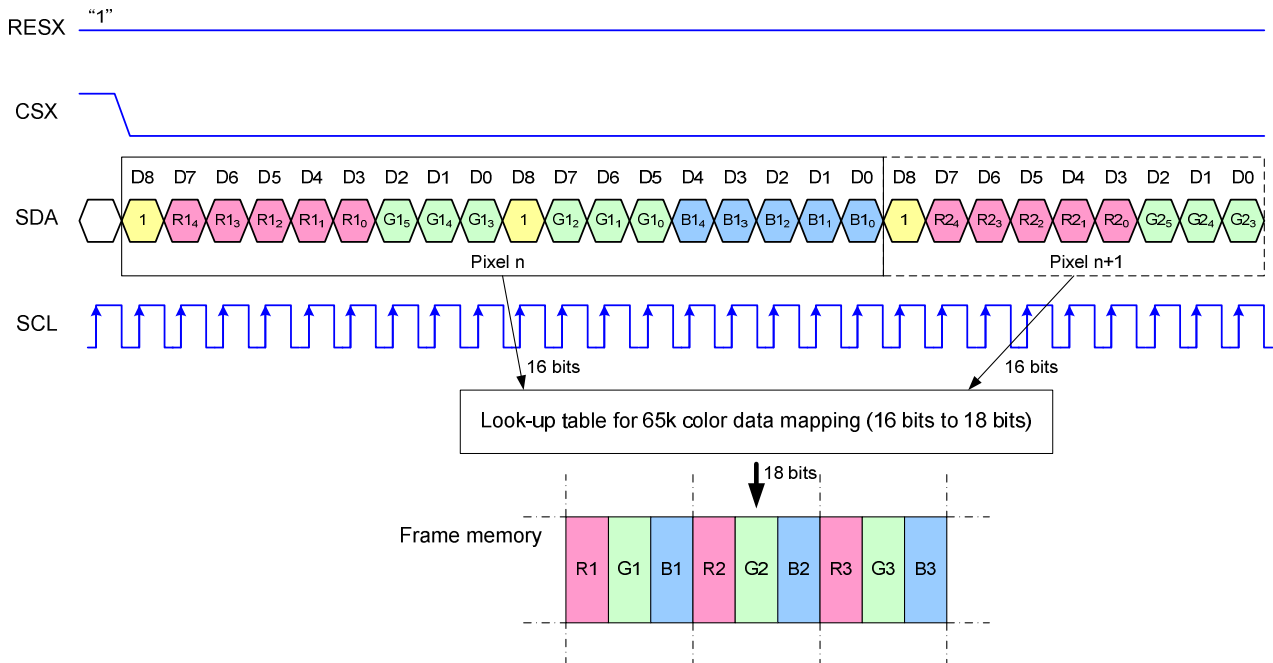 “1”
RESX
CSX
D8 D7 D6 D5 D4 D3 D2 D1 D0 D8 D7 D6 D5 D4 D3 D2 D1 D0 D8 D7 D6 D5 D4 D3 D2 D1 D0
SDA 1 R1₄ R1₃ R1₂ R1₁ R1₀ G1₅ G1₄ G1₃ 1 G1₂ G1₁ G1₀ B1₄ B1₃ B1₂ B1₁ B1₀ 1 R2₄ R2₃ R2₂ R2₁ R2₀ G2₅ G2₄ G2₃
Pixel n Pixel n+1
SCL
16 bits 16 bits
Look-up table for 65k color data mapping (16 bits to 18 bits)
18 bits
Frame memory
R1 G1 B1 R2 G2 B2 R3 G3 B3